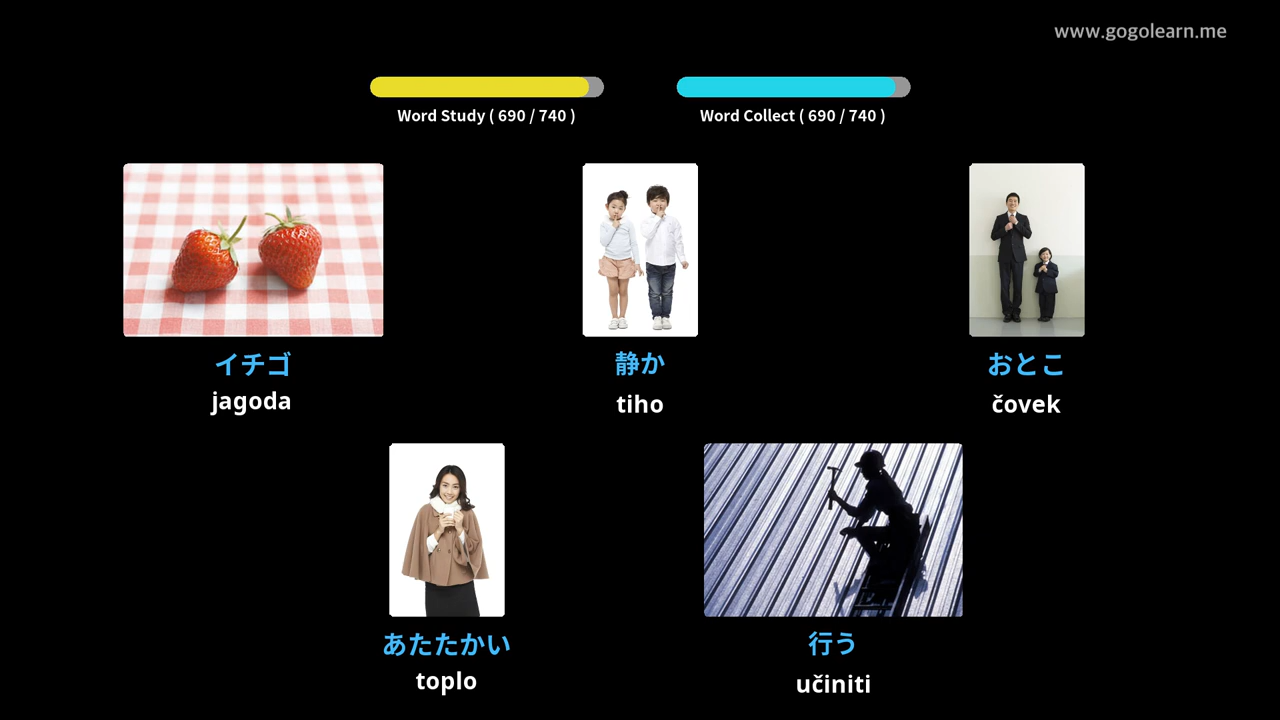 www.gogolearn.me
Word Study ( 690 / 740 )
Word Collect ( 690 / 740 )
イチゴ
jagoda
静か
tiho
おとこ
čovek
あたたかい
toplo
行う
učiniti